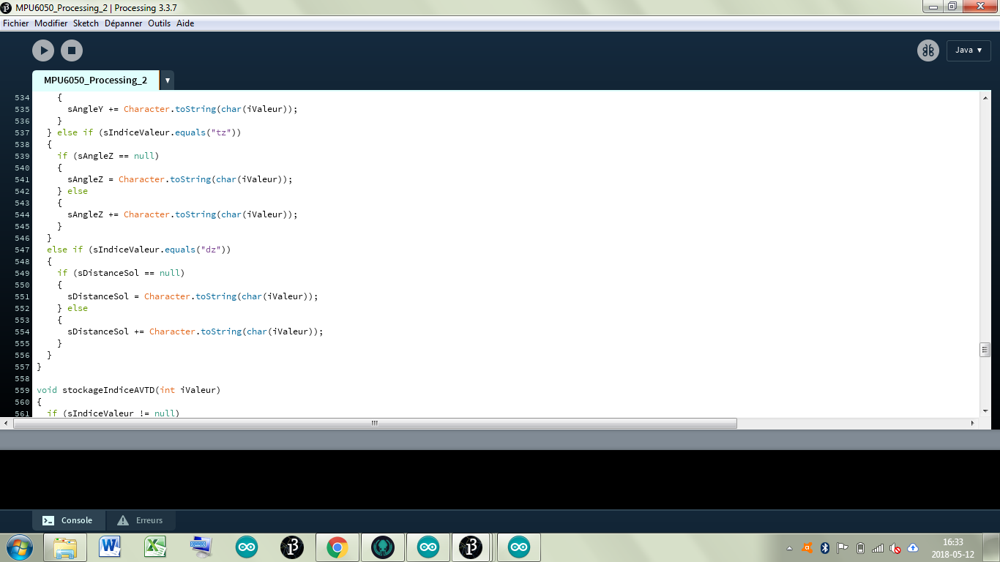 MPU6050_Processing_2 | Processing 3.3.7
Fichier Modifier Sketch Dépanner Outils Aide
Java ▾
MPU6050_Processing_2 ▾
534     {
535       sAngleY += Character.toString(char(iValeur));
536     }
537   } else if (sIndiceValeur.equals("tz"))
538   {
539     if (sAngleZ == null)
540     {
541       sAngleZ = Character.toString(char(iValeur));
542     } else
543     {
544       sAngleZ += Character.toString(char(iValeur));
545     }
546   }
547   else if (sIndiceValeur.equals("dz"))
548   {
549     if (sDistanceSol == null)
550     {
551       sDistanceSol = Character.toString(char(iValeur));
552     } else
553     {
554       sDistanceSol += Character.toString(char(iValeur));
555     }
556   }
557 }
558
559 void stockageIndiceAVTD(int iValeur)
560 {
561   if (sIndiceValeur != null)
Console Erreurs
16:33
2018-05-12